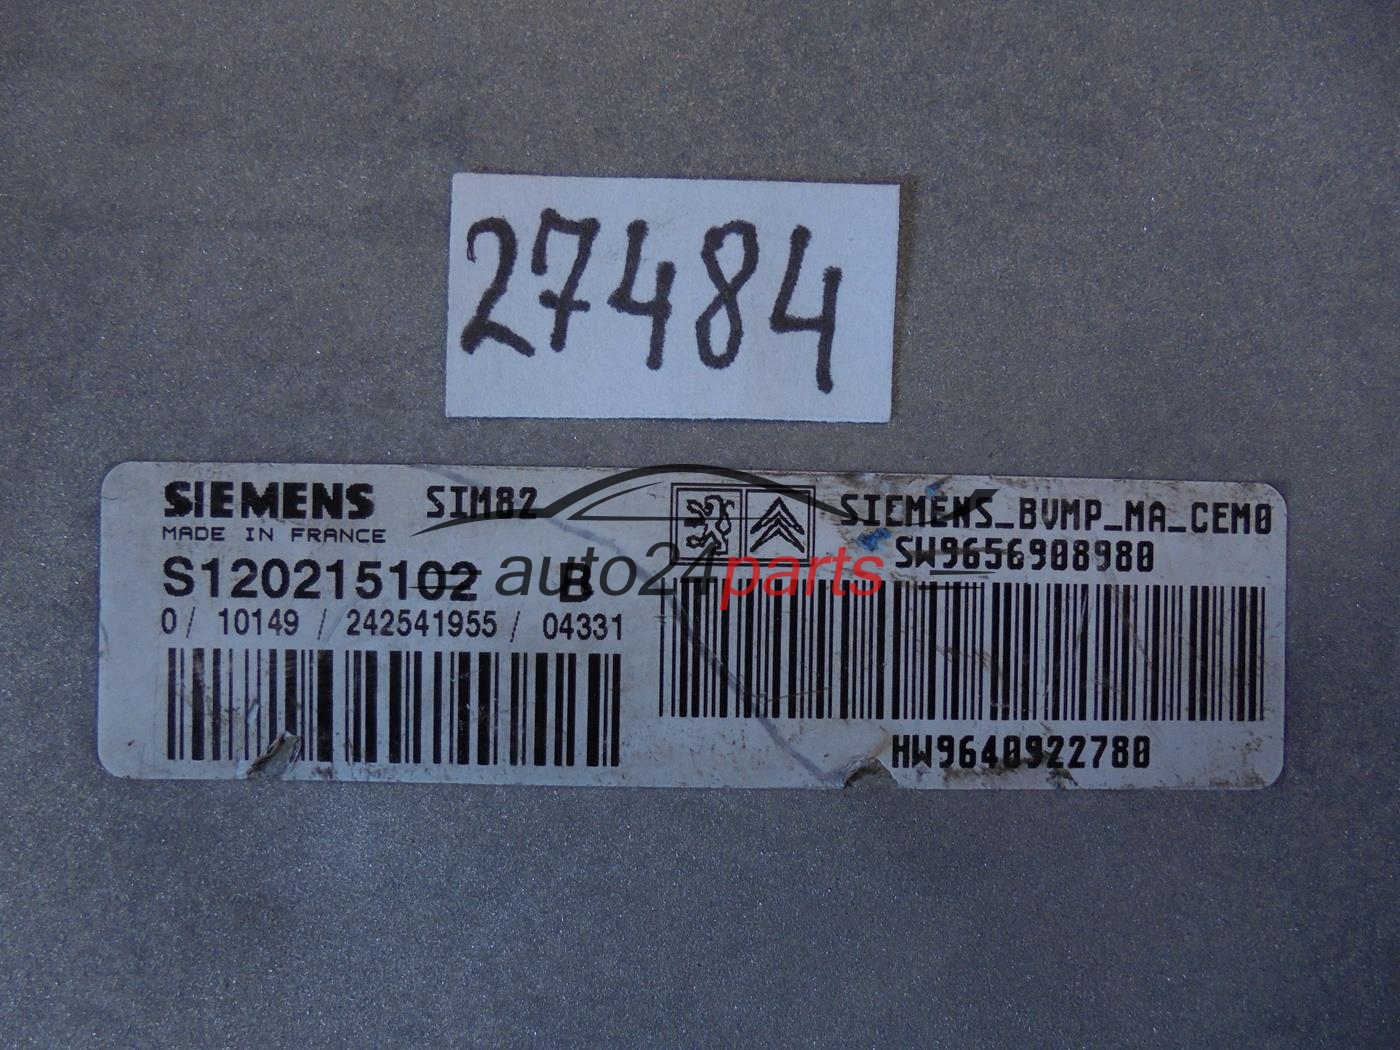 27484
SIEMENS SIM82
MADE IN FRANCE
S120215102 B
0/ 10149 / 242541955 / 04331
SIEMENS_BVMP_MA_CEM0
SW9656908980
HW9640922780
auto24parts